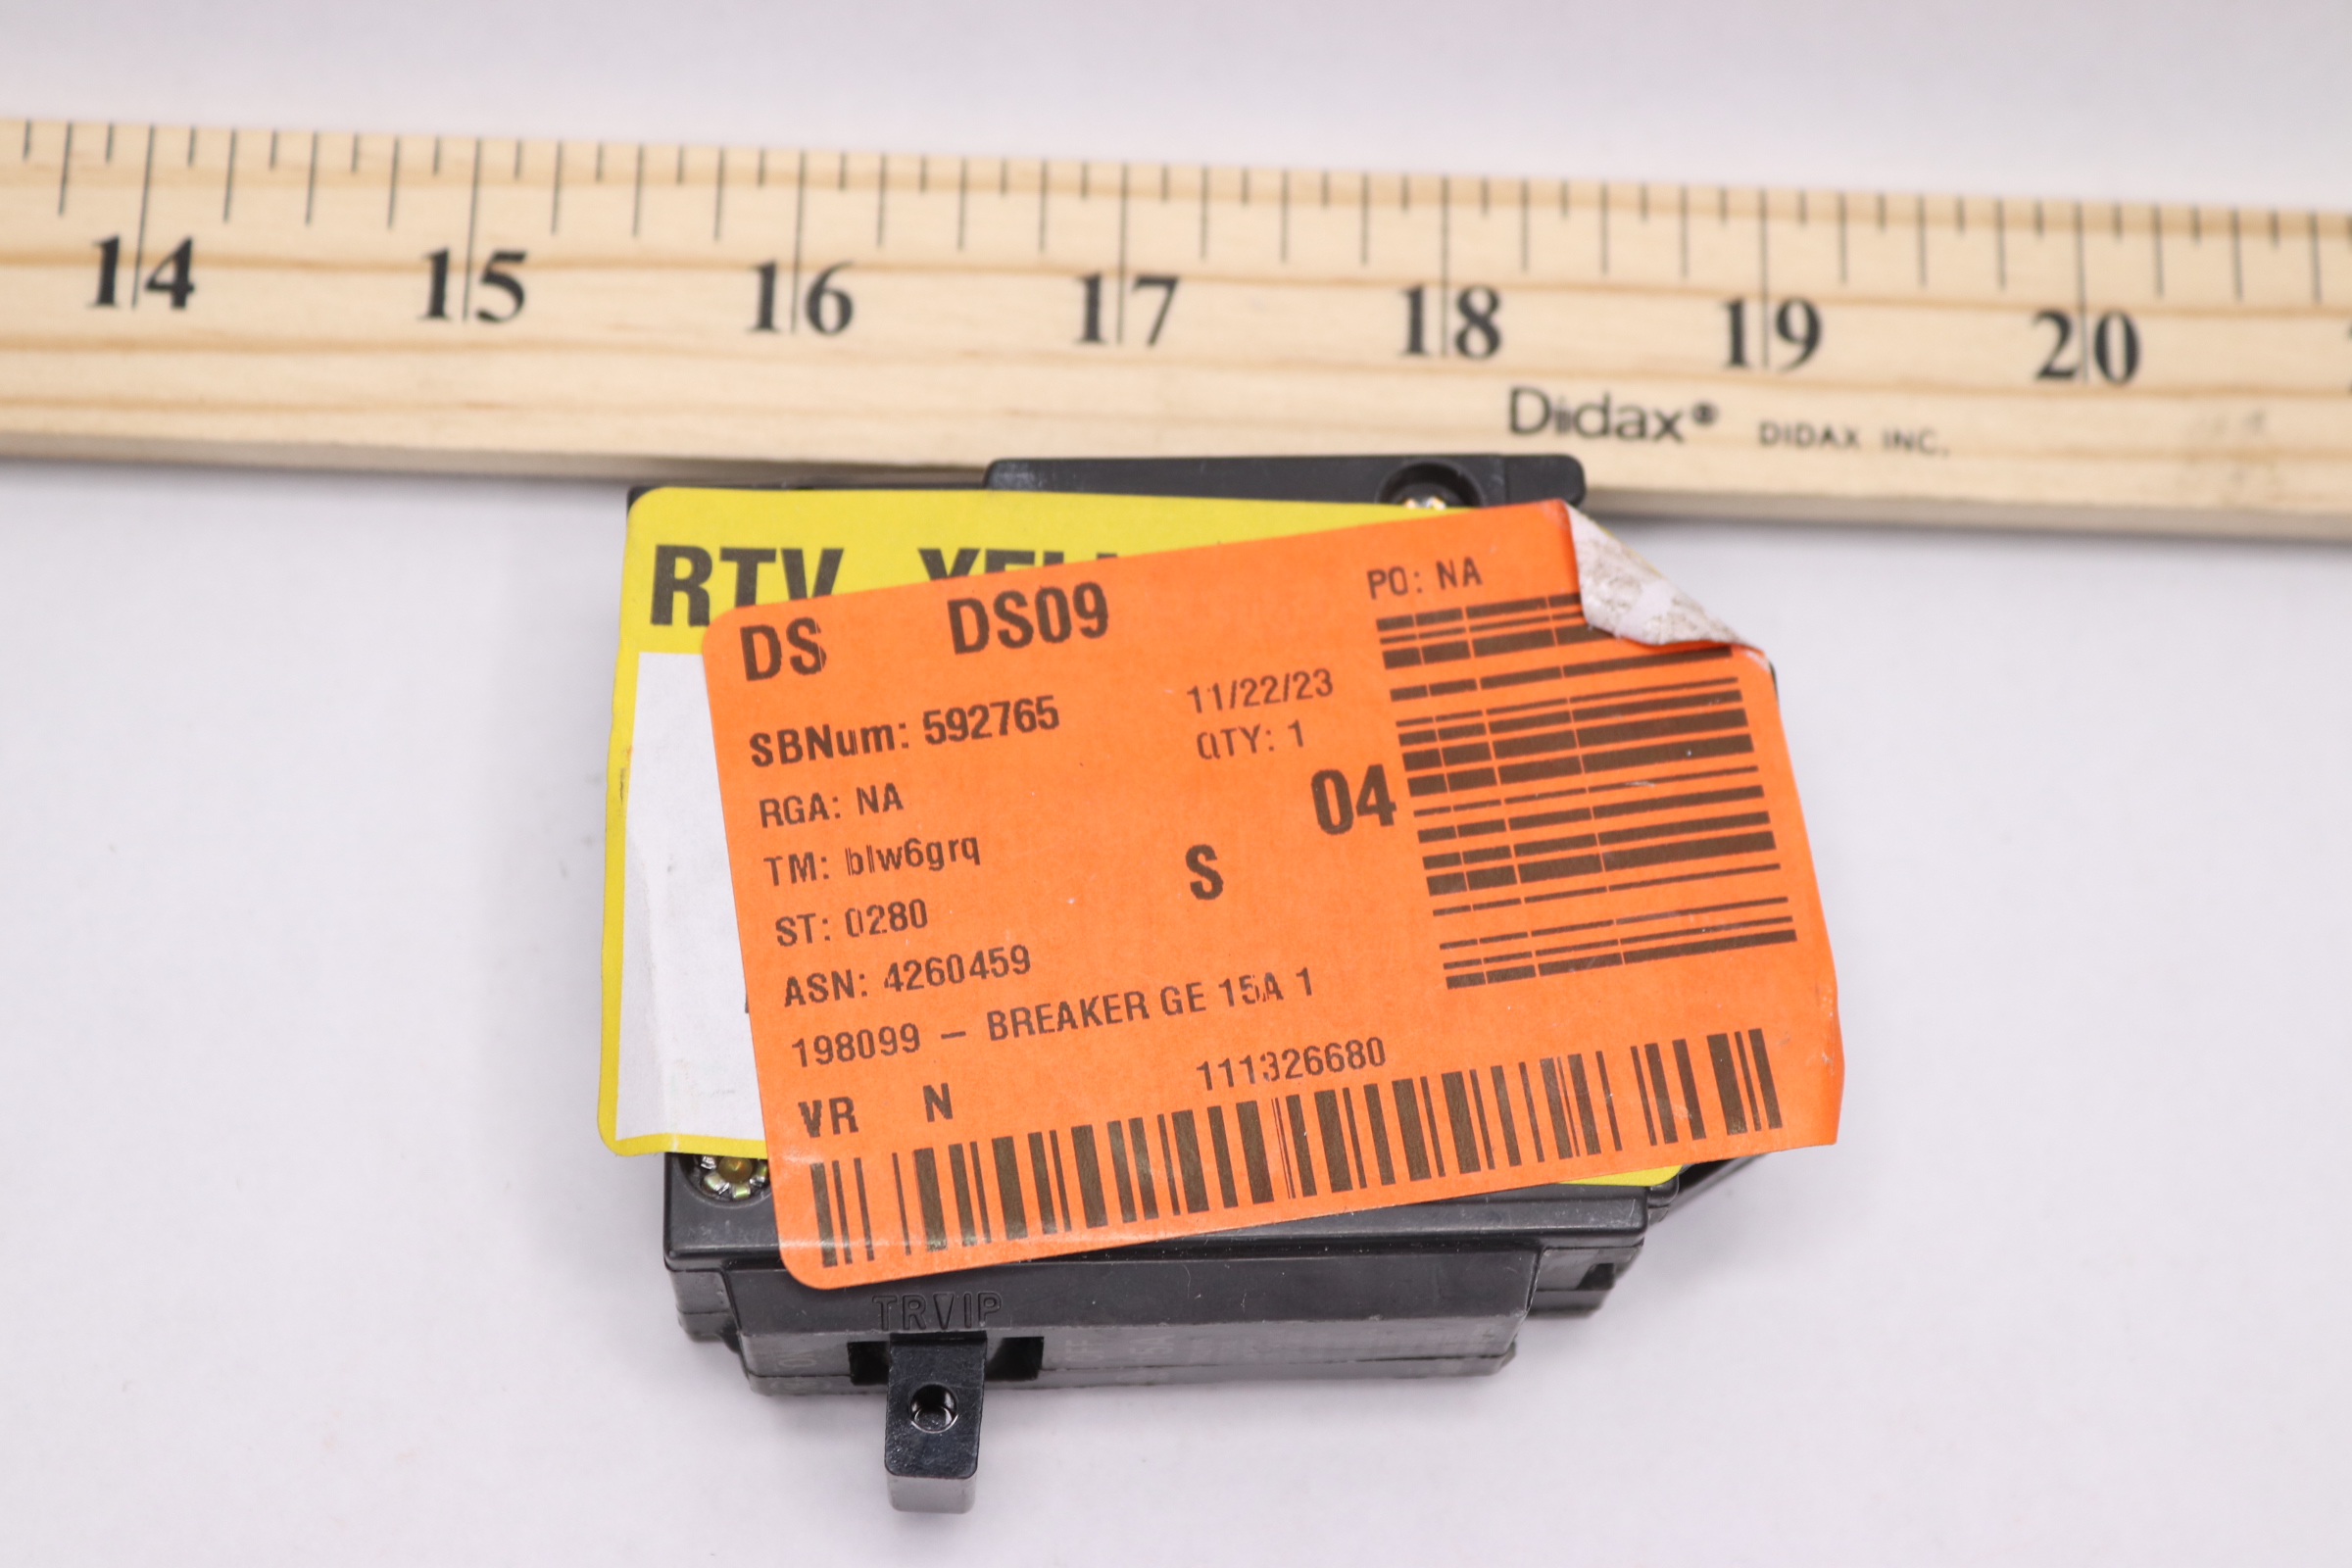 14 15 16 17 18 19 20
Didax® DIDAX INC.
RTV
DS DS09
PO: NA
SBNum: 592765
11/22/23
QTY: 1
RGA: NA
04
TM: blw6grq
S
ST: 0280
ASN: 4260459
198099 – BREAKER GE 15A 1
VR N
111326680